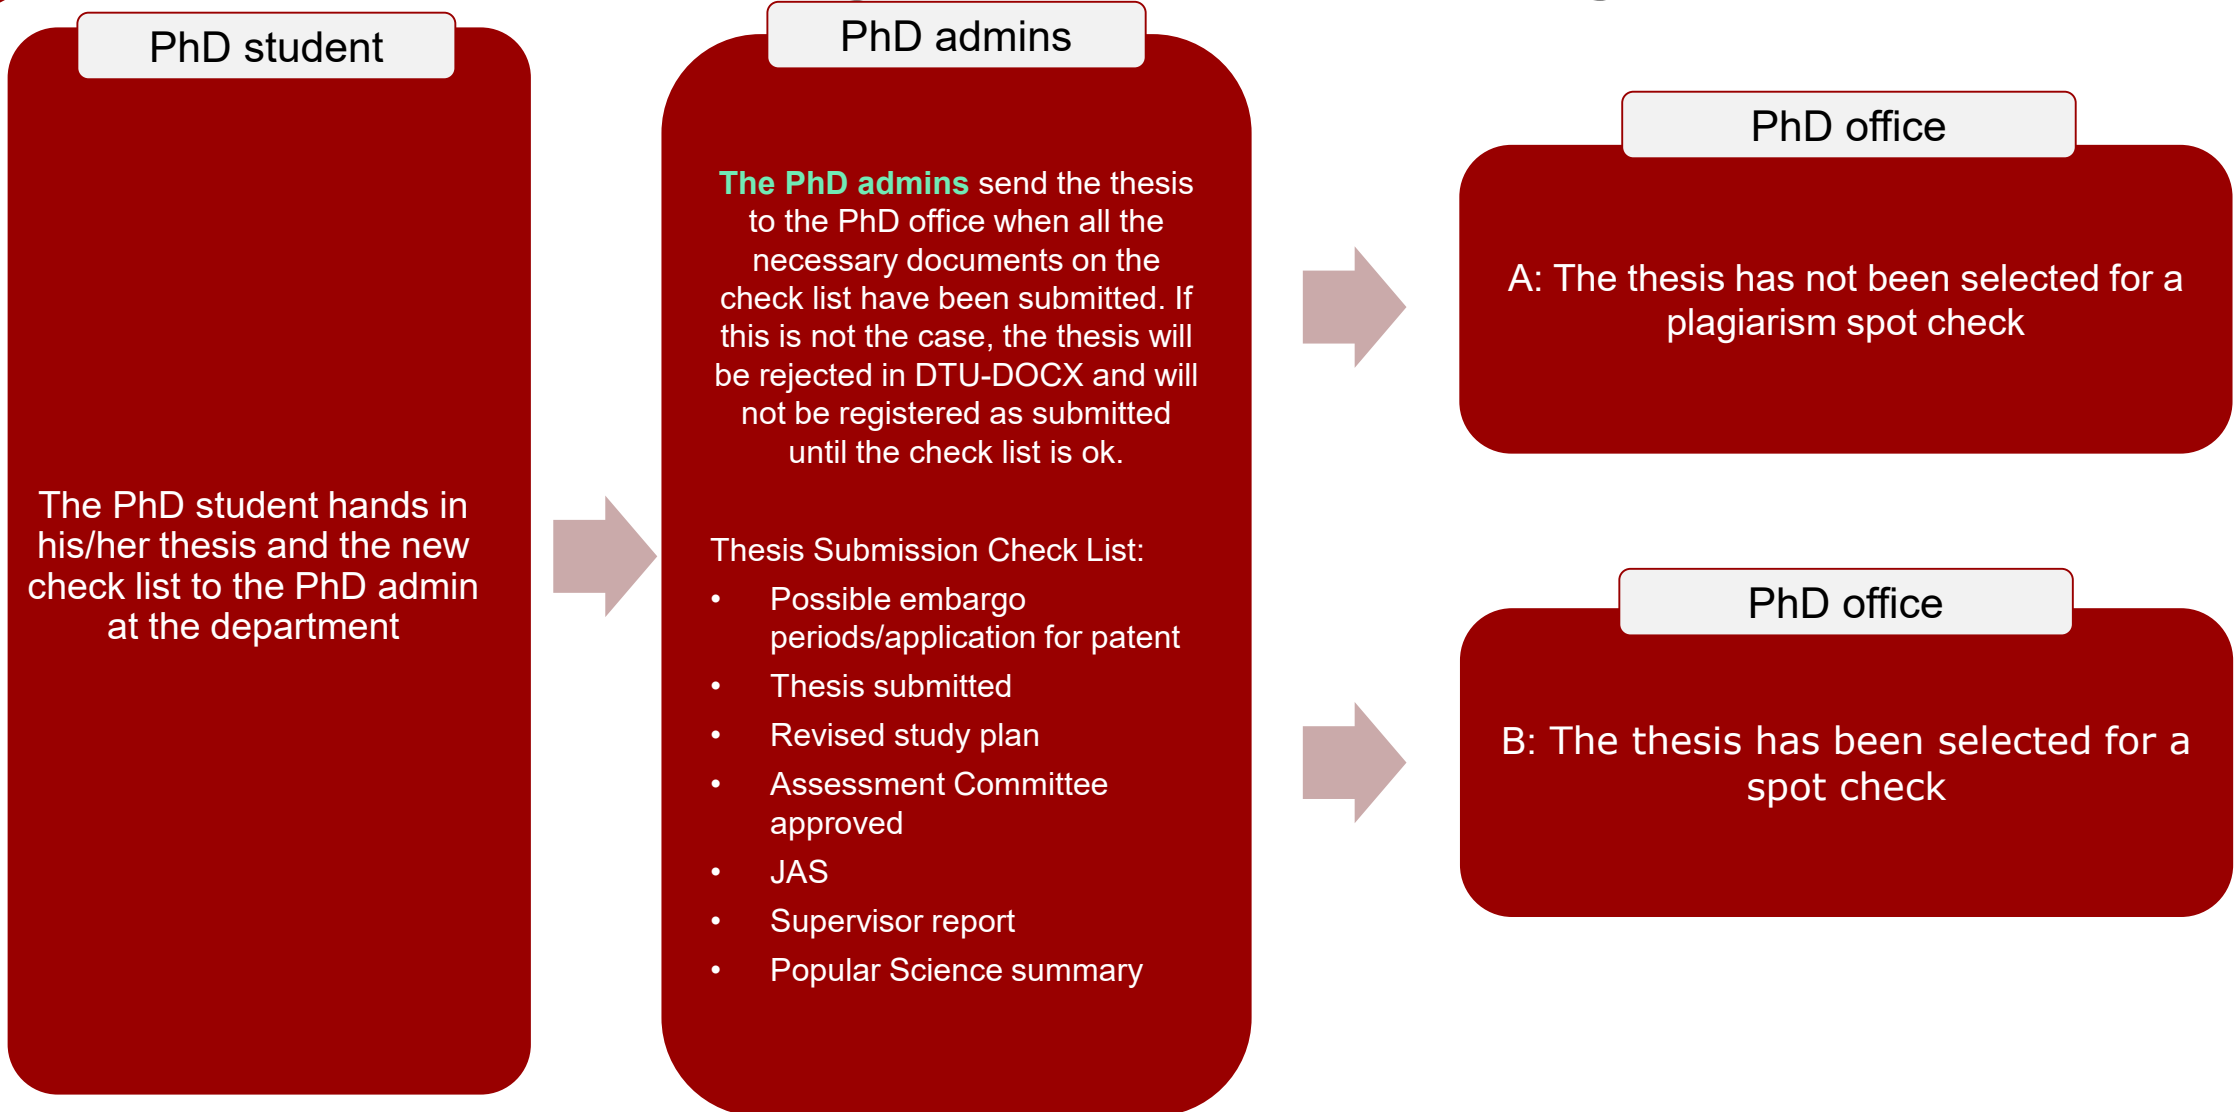 PhD student
The PhD student hands in
his/her thesis and the new
check list to the PhD admin
at the department
PhD admins
The PhD admins send the thesis
to the PhD office when all the
necessary documents on the
check list have been submitted. If
this is not the case, the thesis will
be rejected in DTU-DOCX and will
not be registered as submitted
until the check list is ok.
Thesis Submission Check List:
• Possible embargo
periods/application for patent
• Thesis submitted
• Revised study plan
• Assessment Committee
approved
• JAS
• Supervisor report
• Popular Science summary
PhD office
A: The thesis has not been selected for a
plagiarism spot check
PhD office
B: The thesis has been selected for a
spot check